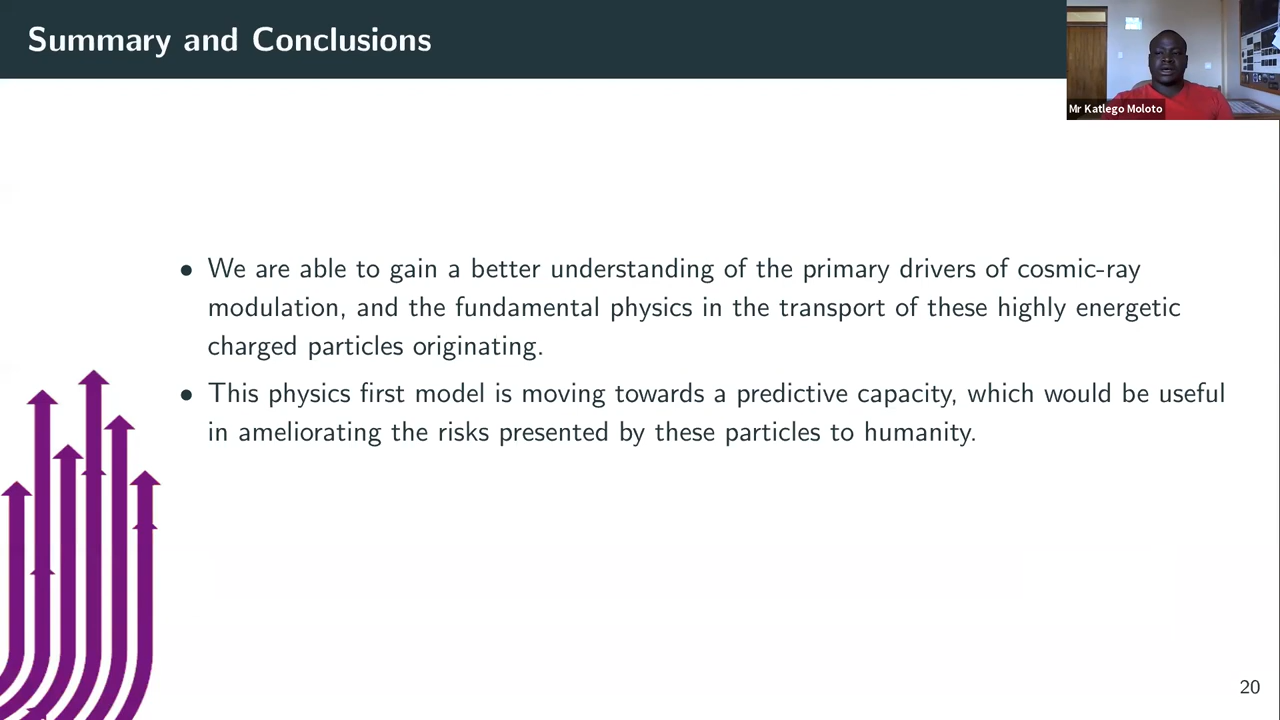 Summary and Conclusions
Mr Katlego Moloto
• We are able to gain a better understanding of the primary drivers of cosmic-ray
modulation, and the fundamental physics in the transport of these highly energetic
charged particles originating.
• This physics first model is moving towards a predictive capacity, which would be useful
in ameliorating the risks presented by these particles to humanity.
20